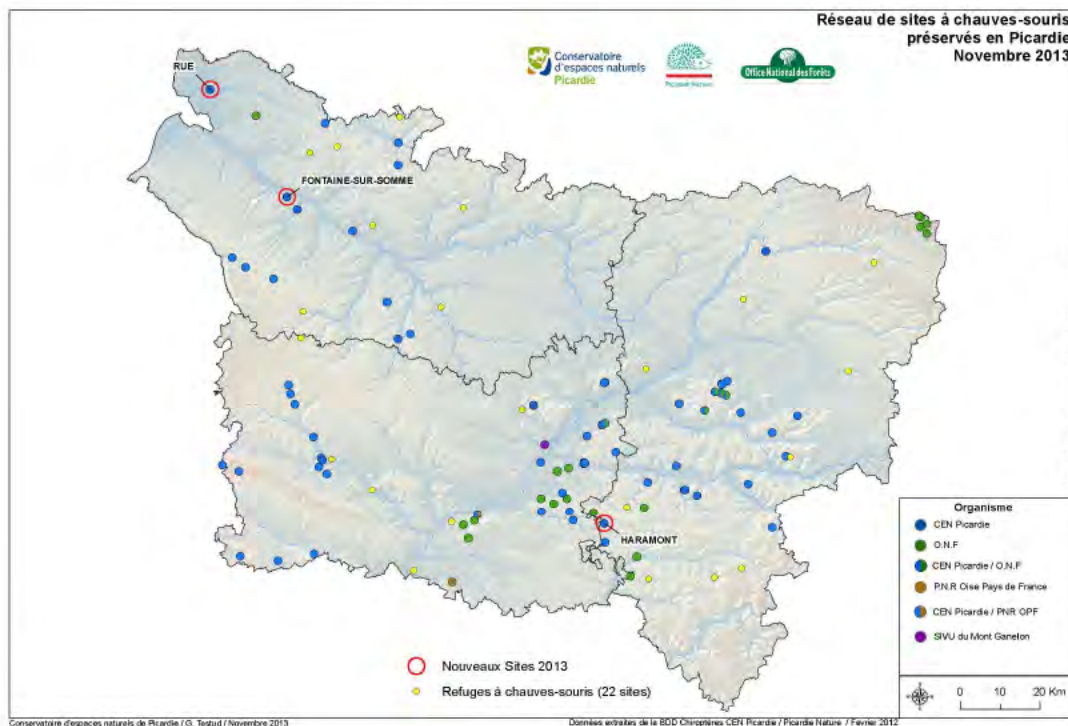 Réseau de sites à chauves-souris
préservés en Picardie
Novembre 2013
Conservatoire
d'espaces naturels
Picardie
Picardie Nature
Office National des Forêts
RUE
FONTAINE-SUR-SOMME
HARAMONT
Organisme
CEN Picardie
O.N.F
CEN Picardie / O.N.F
P.N.R Oise Pays de France
CEN Picardie / PNR OPF
SIVU du Mont Ganelon
Nouveaux Sites 2013
Refuges à chauves-souris (22 sites)
0 10 20 Km
Conservatoire d'espaces naturels de Picardie / G. Testud / Novembre 2013
Données extraites de la BDD Chiroptères CEN Picardie / Picardie Nature / Fevrier 2012